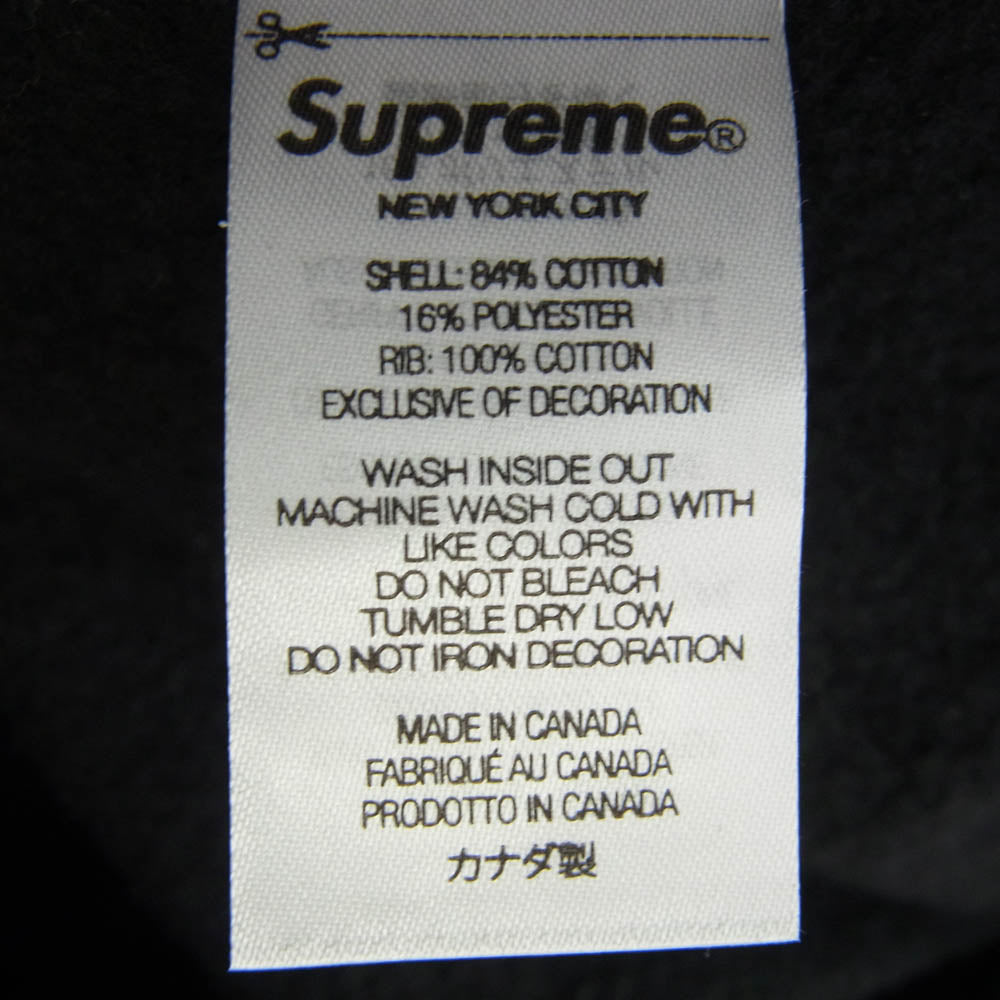 Supreme®
NEW YORK CITY
SHELL: 84% COTTON
16% POLYESTER
RIB: 100% COTTON
EXCLUSIVE OF DECORATION
WASH INSIDE OUT
MACHINE WASH COLD WITH
LIKE COLORS
DO NOT BLEACH
TUMBLE DRY LOW
DO NOT IRON DECORATION
MADE IN CANADA
FABRIQUÉ AU CANADA
PRODOTTO IN CANADA
カナダ製